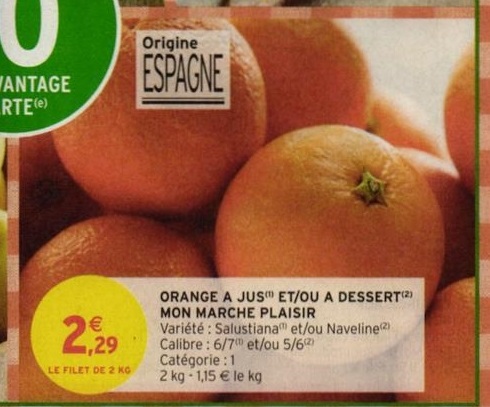 0
Origine
ESPAGNE
ORANGE A JUS(1) ET/OU A DESSERT(2)
MON MARCHE PLAISIR
Variété : Salustiana(1) et/ou Naveline(2)
Calibre : 6/7(1) et/ou 5/6(2)
Catégorie : 1
2 kg - 1,15 € le kg
2,29 €
LE FILET DE 2 KG